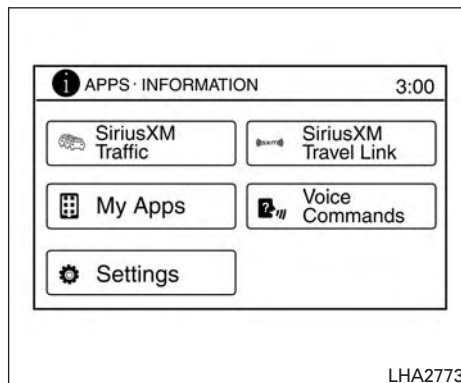 i APPS · INFORMATION 3:00
SiriusXM
Traffic
SiriusXM
Travel Link
My Apps
? Voice
Commands
Settings
LHA2773